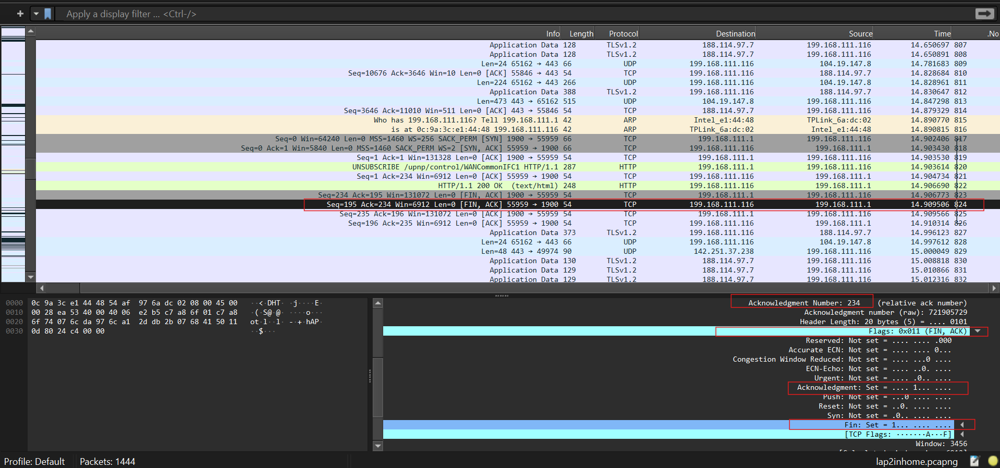 Apply a display filter ... <Ctrl-/>
Info Length Protocol Destination Source Time .No
Application Data 128 TLSv1.2 188.114.97.7 199.168.111.116 14.650697 807
Application Data 128 TLSv1.2 188.114.97.7 199.168.111.116 14.650891 808
Len=24 65162 → 443 66 UDP 199.168.111.116 104.19.147.8 14.781683 809
Seq=10676 Ack=3646 Win=10 Len=0 [ACK] 55846 → 443 54 TCP 199.168.111.116 188.114.97.7 14.828684 810
Len=224 65162 → 443 266 UDP 199.168.111.116 104.19.147.8 14.828961 811
Application Data 388 TLSv1.2 199.168.111.116 188.114.97.7 14.830647 812
Len=473 443 → 65162 515 UDP 104.19.147.8 199.168.111.116 14.847298 813
Seq=3646 Ack=11010 Win=511 Len=0 [ACK] 443 → 55846 54 TCP 188.114.97.7 199.168.111.116 14.879329 814
Who has 199.168.111.116? Tell 199.168.111.1 42 ARP Intel_e1:44:48 TPLink_6a:dc:02 14.890770 815
is at 0c:9a:3c:e1:44:48 199.168.111.116 42 ARP TPLink_6a:dc:02 Intel_e1:44:48 14.890815 816
Seq=0 Win=64240 Len=0 MSS=1460 WS=256 SACK_PERM [SYN] 1900 → 55959 66 TCP 199.168.111.1 199.168.111.116 14.902406 817
Seq=0 Ack=1 Win=5840 Len=0 MSS=1460 SACK_PERM WS=2 [SYN, ACK] 55959 → 1900 66 TCP 199.168.111.116 199.168.111.1 14.903430 818
Seq=1 Ack=1 Win=131328 Len=0 [ACK] 1900 → 55959 54 TCP 199.168.111.1 199.168.111.116 14.903530 819
UNSUBSCRIBE /upnp/control/WANCommonIFC1 HTTP/1.1 287 HTTP 199.168.111.1 199.168.111.116 14.903614 820
Seq=1 Ack=234 Win=6912 Len=0 [ACK] 55959 → 1900 54 TCP 199.168.111.116 199.168.111.1 14.904734 821
HTTP/1.1 200 OK (text/html) 248 HTTP 199.168.111.116 199.168.111.1 14.906690 822
Seq=234 Ack=195 Win=131072 Len=0 [FIN, ACK] 1900 → 55959 54 TCP 199.168.111.1 199.168.111.116 14.906773 823
Seq=195 Ack=234 Win=6912 Len=0 [FIN, ACK] 55959 → 1900 54 TCP 199.168.111.116 199.168.111.1 14.909506 824
Seq=235 Ack=196 Win=131072 Len=0 [ACK] 1900 → 55959 54 TCP 199.168.111.1 199.168.111.116 14.909566 825
Seq=196 Ack=235 Win=6912 Len=0 [ACK] 55959 → 1900 54 TCP 199.168.111.116 199.168.111.1 14.910314 826
Application Data 373 TLSv1.2 199.168.111.116 188.114.97.7 14.996123 827
Len=24 65162 → 443 66 UDP 199.168.111.116 104.19.147.8 14.997612 828
Len=48 443 → 49974 90 UDP 142.251.37.238 199.168.111.116 15.000049 829
Application Data 130 TLSv1.2 188.114.97.7 199.168.111.116 15.008818 830
Application Data 129 TLSv1.2 188.114.97.7 199.168.111.116 15.010866 831
Application Data 129 TLSv1.2 188.114.97.7 199.168.111.116 15.012316 832
0000 0c 9a 3c e1 44 48 54 af 97 6a dc 02 08 00 45 00 ··<·DHT· ·j····E·
0010 00 28 ea 53 40 00 40 06 e2 b5 c7 a8 6f 01 c7 a8 ·(·S@·@· ····o···
0020 6f 74 07 6c da 97 6c a1 2d db 2b 07 68 41 50 11 ot·l··l· -·+·hAP·
0030 0d 80 24 c4 00 00 ··$···
Acknowledgment Number: 234 (relative ack number)
Acknowledgment number (raw): 721905729
Header Length: 20 bytes (5) = .... 0101
Flags: 0x011 (FIN, ACK)
Reserved: Not set = .... .... .000
Accurate ECN: Not set = .... .... 0...
Congestion Window Reduced: Not set = .... ...0 ....
ECN-Echo: Not set = .... ..0. ....
Urgent: Not set = .... .0.. ....
Acknowledgment: Set = .... 1... ....
Push: Not set = ...0 .... ....
Reset: Not set = ..0. .... ....
Syn: Not set = .0.. .... ....
Fin: Set = 1... .... ....
[TCP Flags: ·······A···F]
Window: 3456
Profile: Default Packets: 1444 lap2inhome.pcapng